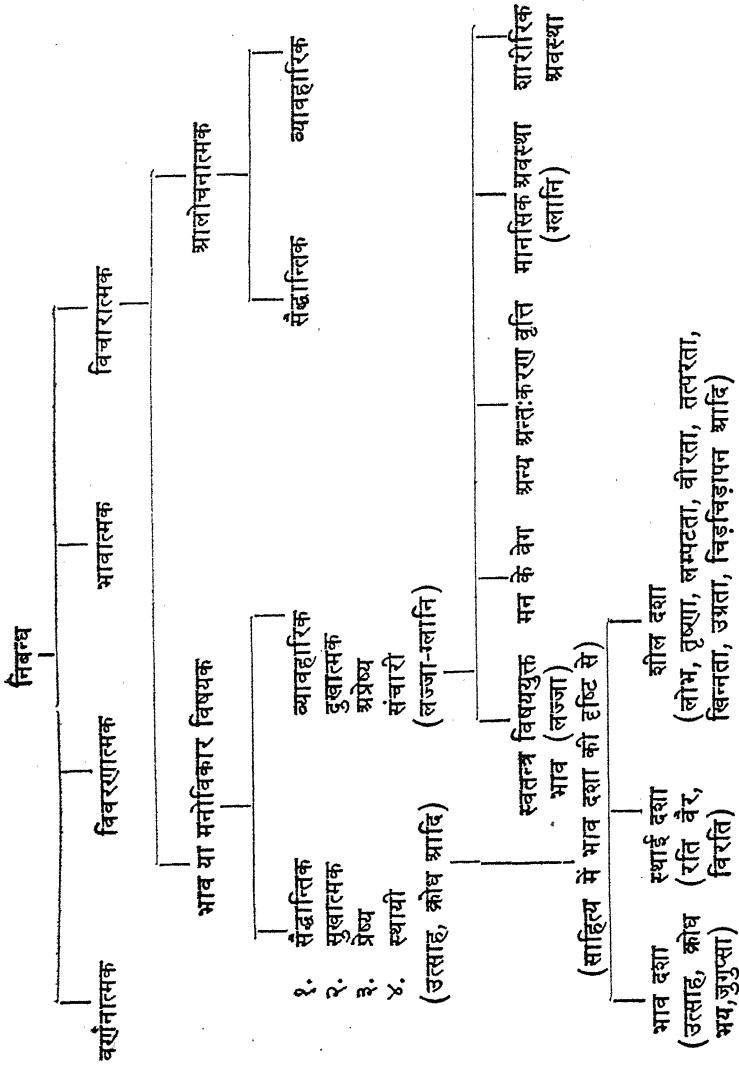 निबन्ध
वर्णनात्मक विवरणात्मक भावात्मक विचारात्मक
भाव या मनोविकार विषयक आलोचनात्मक
१. सैद्धान्तिक व्यावहारिक सैद्धान्तिक व्यावहारिक
२. सुखात्मक दुखात्मक
३. प्रेष्य अप्रेष्य
४. स्थायी संचारी
(उत्साह, क्रोध आदि) (लज्जा-ग्लानि)
स्वतन्त्र विषययुक्त मन के वेग अन्य अन्तःकरण वृत्ति मानसिक अवस्था शारीरिक
भाव (लज्जा) (ग्लानि) अवस्था
(साहित्य में भाव दशा की दृष्टि से)
भाव दशा स्थाई दशा शील दशा
(उत्साह, क्रोध (रति वैर, (लोभ, तृष्णा, लम्पटता, वीरता, तत्परता,
भय,जुगुप्सा) विरति) खिन्नता, उग्रता, चिड़चिड़ापन आदि)